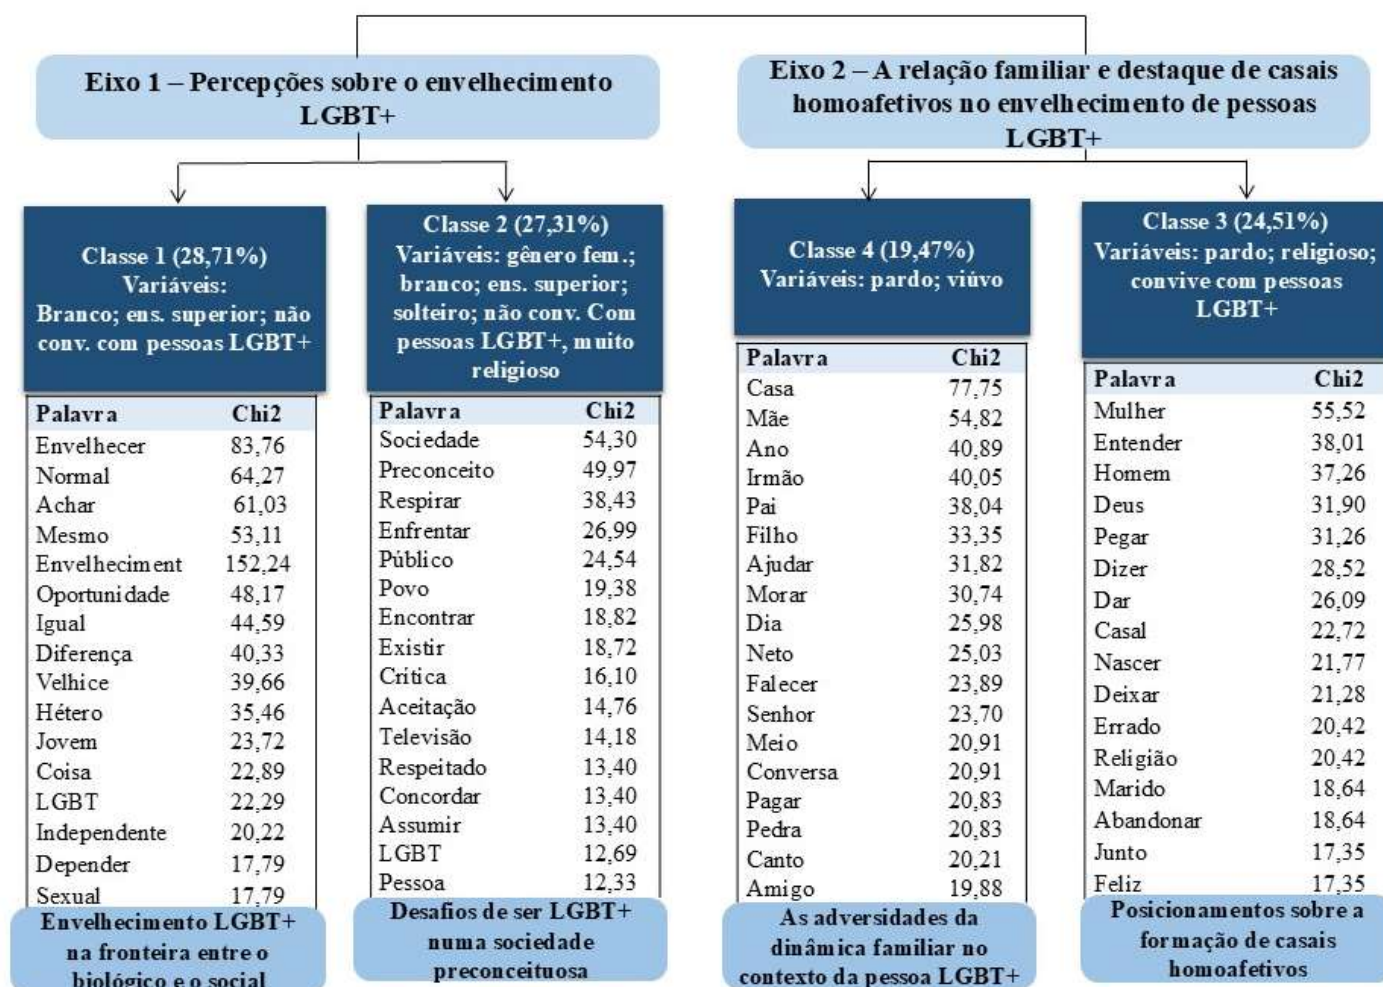 Eixo 1 – Percepções sobre o envelhecimento
LGBT+
Eixo 2 – A relação familiar e destaque de casais
homoafetivos no envelhecimento de pessoas
LGBT+
Classe 1 (28,71%)
Variáveis:
Branco; ens. superior; não
conv. com pessoas LGBT+
Palavra Chi2
Envelhecer 83,76
Normal 64,27
Achar 61,03
Mesmo 53,11
Envelheciment 152,24
Oportunidade 48,17
Igual 44,59
Diferença 40,33
Velhice 39,66
Hétero 35,46
Jovem 23,72
Coisa 22,89
LGBT 22,29
Independente 20,22
Depender 17,79
Sexual 17,79
Envelhecimento LGBT+
na fronteira entre o
biológico e o social
Classe 2 (27,31%)
Variáveis: gênero fem.;
branco; ens. superior;
solteiro; não conv. Com
pessoas LGBT+, muito
religioso
Palavra Chi2
Sociedade 54,30
Preconceito 49,97
Respirar 38,43
Enfrentar 26,99
Público 24,54
Povo 19,38
Encontrar 18,82
Existir 18,72
Crítica 16,10
Aceitação 14,76
Televisão 14,18
Respeitado 13,40
Concordar 13,40
Assumir 13,40
LGBT 12,69
Pessoa 12,33
Desafios de ser LGBT+
numa sociedade
preconceituosa
Classe 4 (19,47%)
Variáveis: pardo; viúvo
Palavra Chi2
Casa 77,75
Mãe 54,82
Ano 40,89
Irmão 40,05
Pai 38,04
Filho 33,35
Ajudar 31,82
Morar 30,74
Dia 25,98
Neto 25,03
Falecer 23,89
Senhor 23,70
Meio 20,91
Conversa 20,91
Pagar 20,83
Pedra 20,83
Canto 20,21
Amigo 19,88
As adversidades da
dinâmica familiar no
contexto da pessoa LGBT+
Classe 3 (24,51%)
Variáveis: pardo; religioso;
convive com pessoas
LGBT+
Palavra Chi2
Mulher 55,52
Entender 38,01
Homem 37,26
Deus 31,90
Pegar 31,26
Dizer 28,52
Dar 26,09
Casal 22,72
Nascer 21,77
Deixar 21,28
Errado 20,42
Religião 20,42
Marido 18,64
Abandonar 18,64
Junto 17,35
Feliz 17,35
Posicionamentos sobre a
formação de casais
homoafetivos